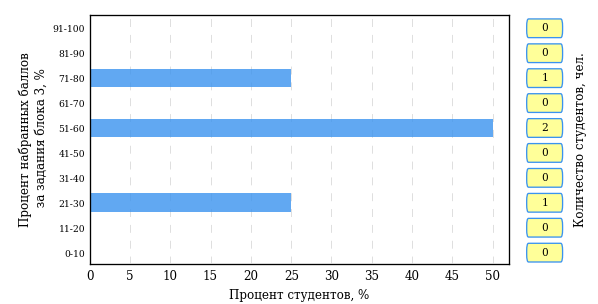 Процент набранных баллов
за задания блока 3, %
91-100 0
81-90 0
71-80 1
61-70 0
51-60 2
41-50 0
31-40 0
21-30 1
11-20 0
0-10 0
0 5 10 15 20 25 30 35 40 45 50
Процент студентов, %
Количество студентов, чел.